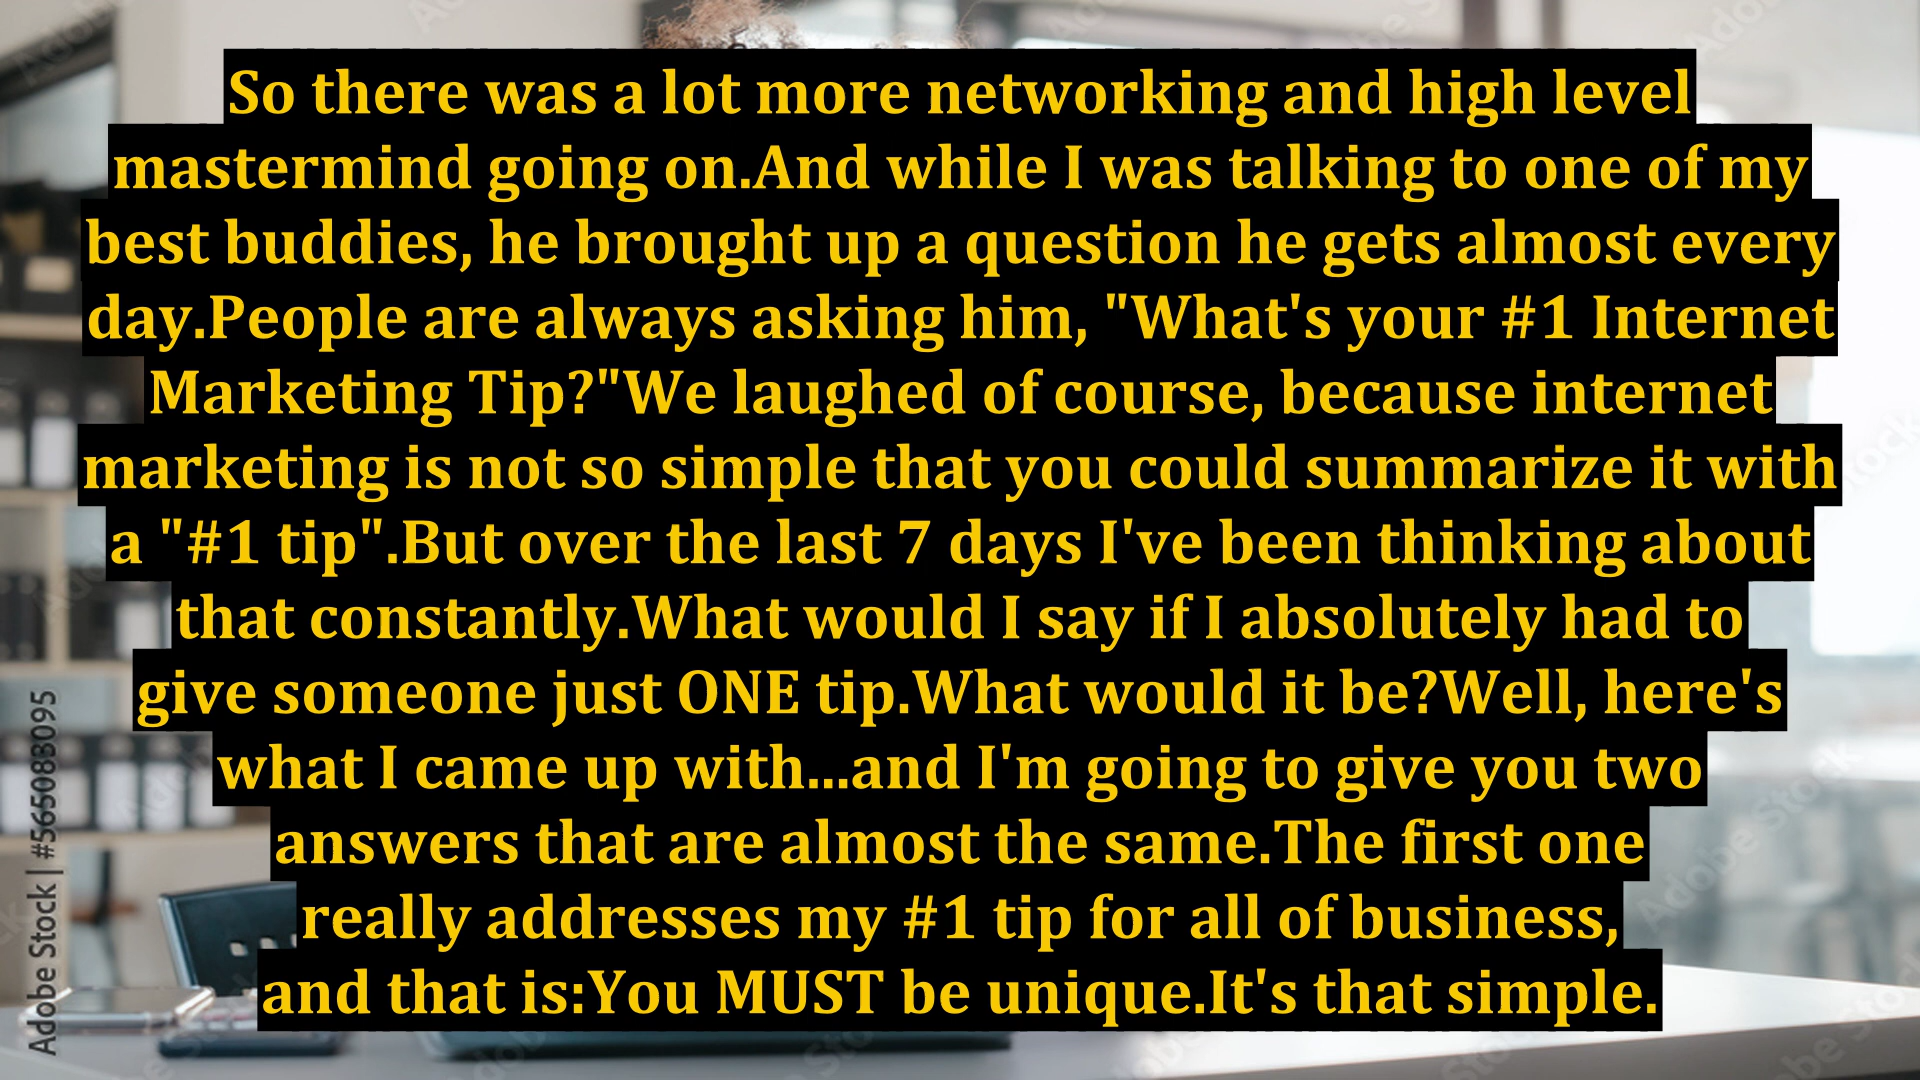 So there was a lot more networking and high level
mastermind going on.And while I was talking to one of my
best buddies, he brought up a question he gets almost every
day.People are always asking him, "What's your #1 Internet
Marketing Tip?"We laughed of course, because internet
marketing is not so simple that you could summarize it with
a "#1 tip".But over the last 7 days I've been thinking about
that constantly.What would I say if I absolutely had to
give someone just ONE tip.What would it be?Well, here's
what I came up with...and I'm going to give you two
answers that are almost the same.The first one
really addresses my #1 tip for all of business,
and that is:You MUST be unique.It's that simple.
Adobe Stock | #565088095